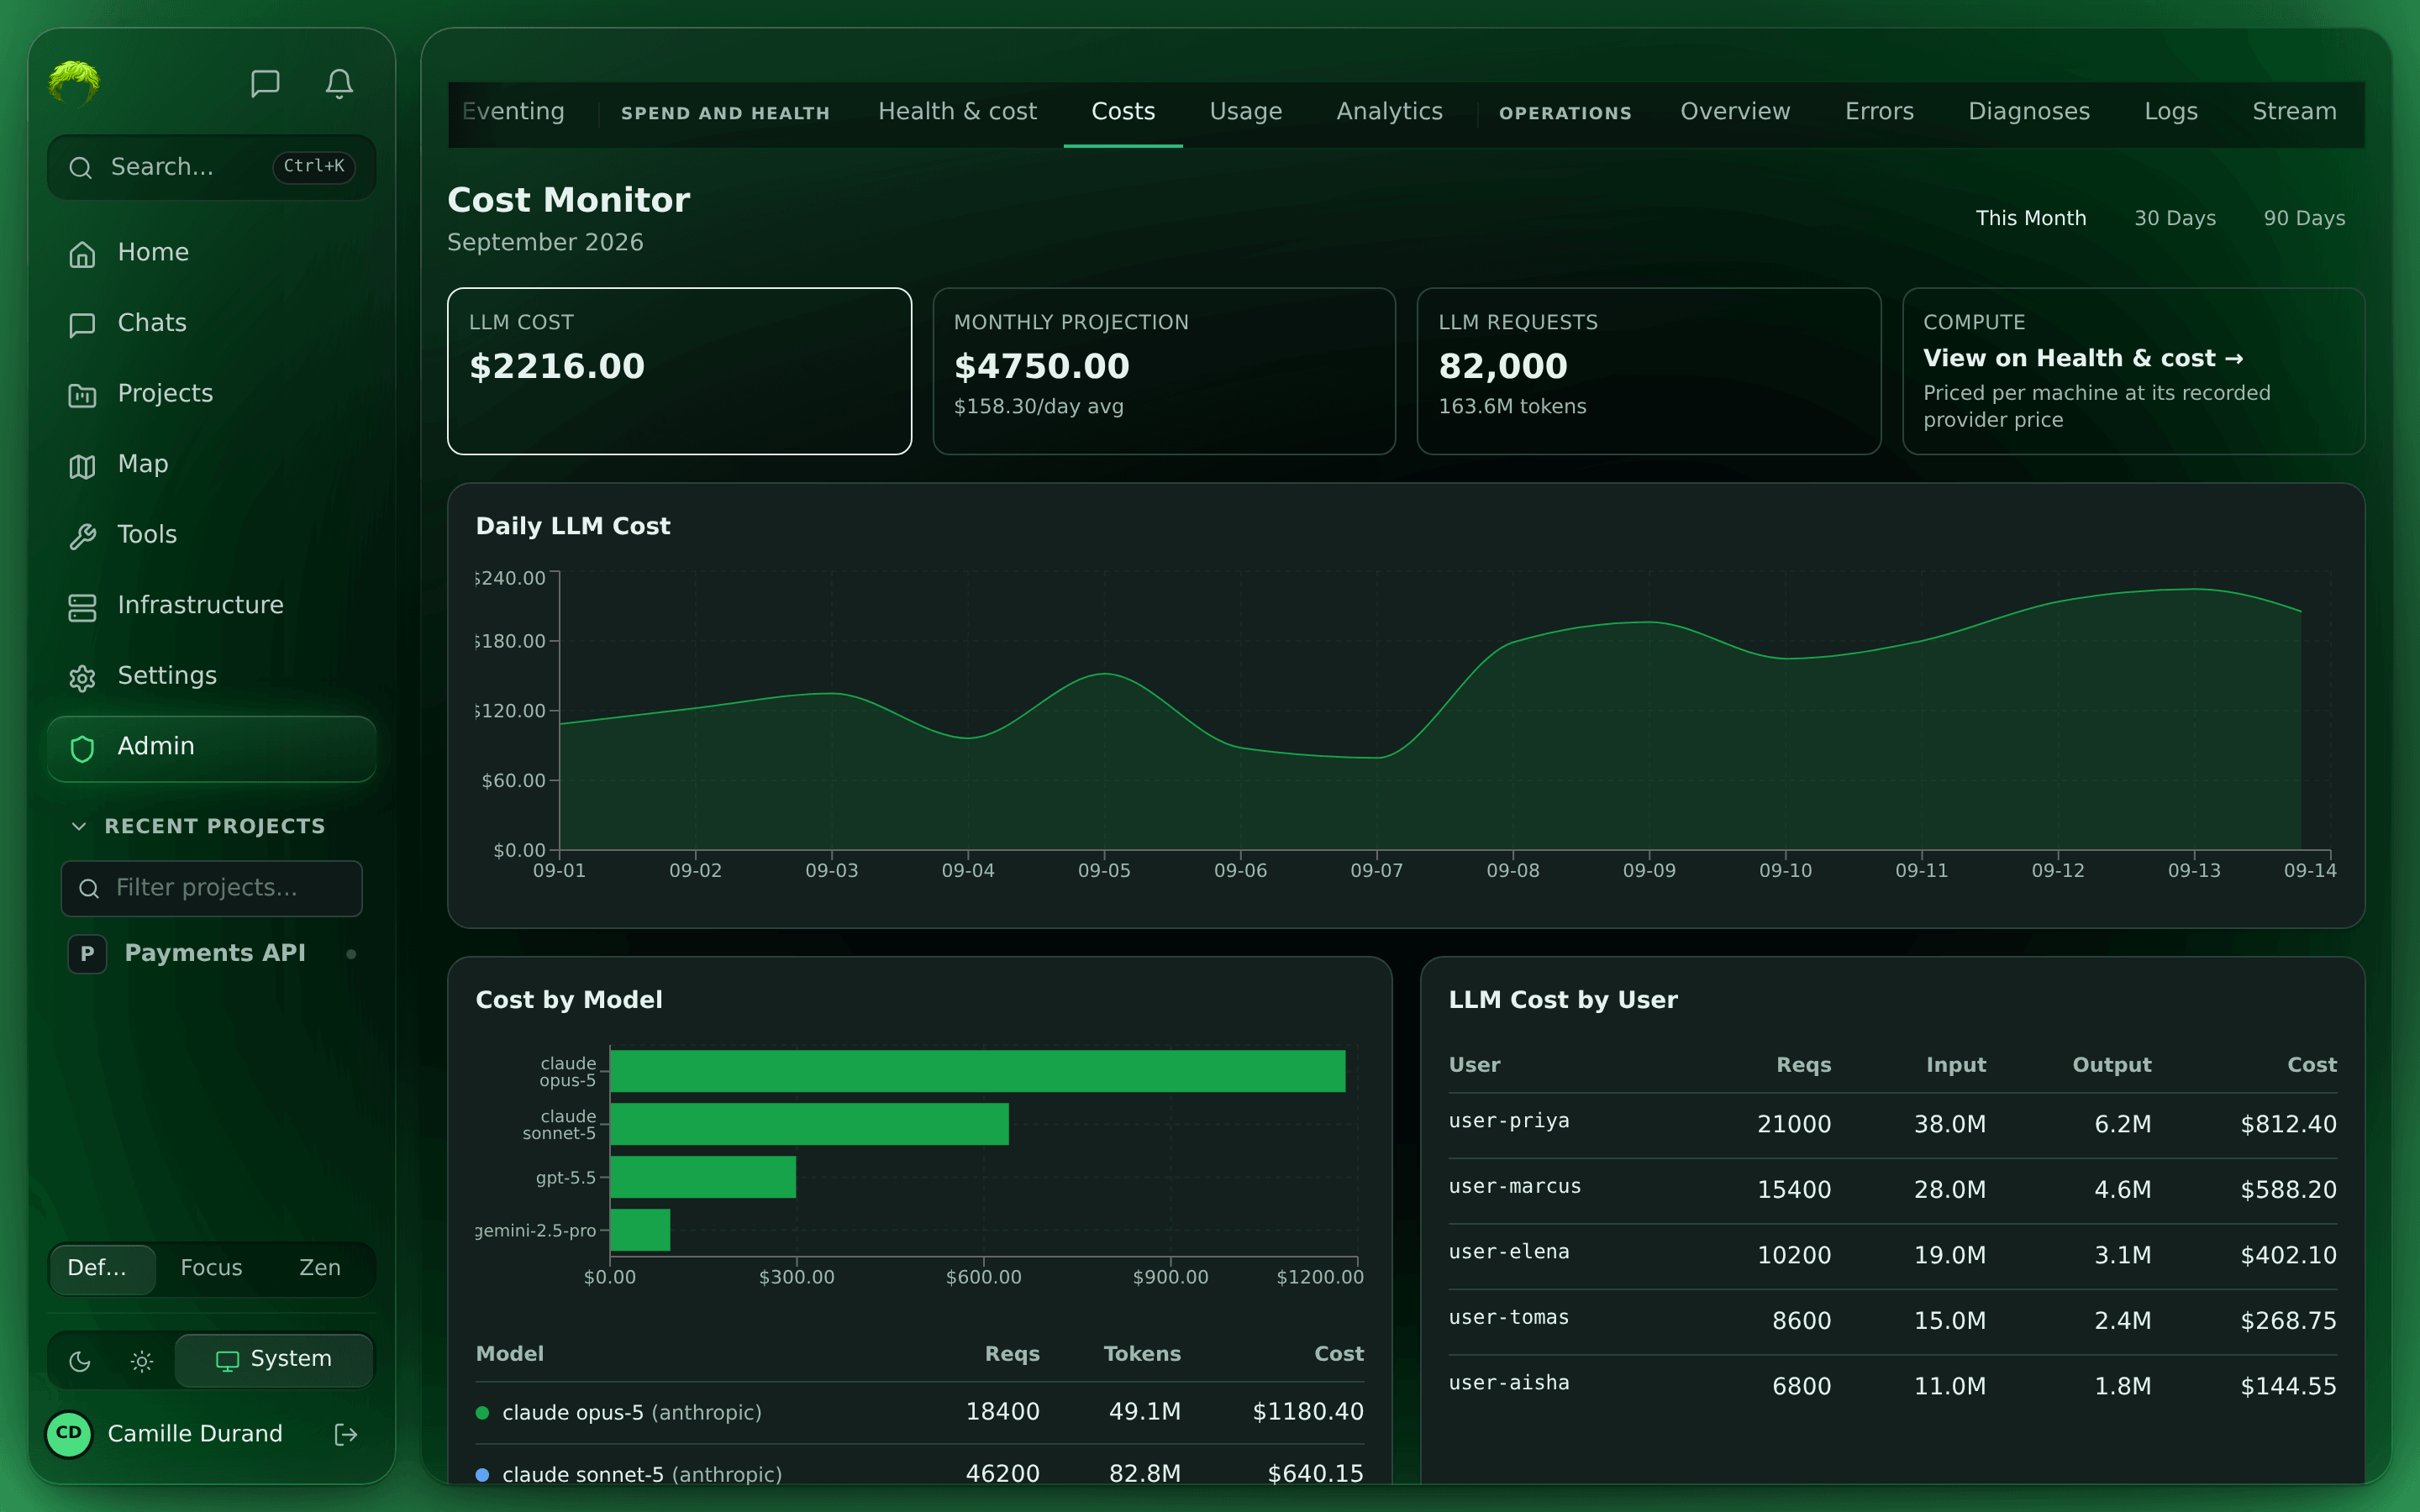 Search...
Ctrl+K
Home
Chats
Projects
Map
Tools
Infrastructure
Settings
Admin
RECENT PROJECTS
Filter projects...
P Payments API
Def... Focus Zen
System
CD Camille Durand
Eventing SPEND AND HEALTH Health & cost Costs Usage Analytics OPERATIONS Overview Errors Diagnoses Logs Stream
Cost Monitor
September 2026
This Month 30 Days 90 Days
LLM COST
$2216.00
MONTHLY PROJECTION
$4750.00
$158.30/day avg
LLM REQUESTS
82,000
163.6M tokens
COMPUTE
View on Health & cost →
Priced per machine at its recorded
provider price
Daily LLM Cost
$240.00
$180.00
$120.00
$60.00
$0.00
09-01 09-02 09-03 09-04 09-05 09-06 09-07 09-08 09-09 09-10 09-11 09-12 09-13 09-14
Cost by Model
claude
opus-5
claude
sonnet-5
gpt-5.5
gemini-2.5-pro
$0.00 $300.00 $600.00 $900.00 $1200.00
Model Reqs Tokens Cost
claude opus-5 (anthropic) 18400 49.1M $1180.40
claude sonnet-5 (anthropic) 46200 82.8M $640.15
LLM Cost by User
User Reqs Input Output Cost
user-priya 21000 38.0M 6.2M $812.40
user-marcus 15400 28.0M 4.6M $588.20
user-elena 10200 19.0M 3.1M $402.10
user-tomas 8600 15.0M 2.4M $268.75
user-aisha 6800 11.0M 1.8M $144.55